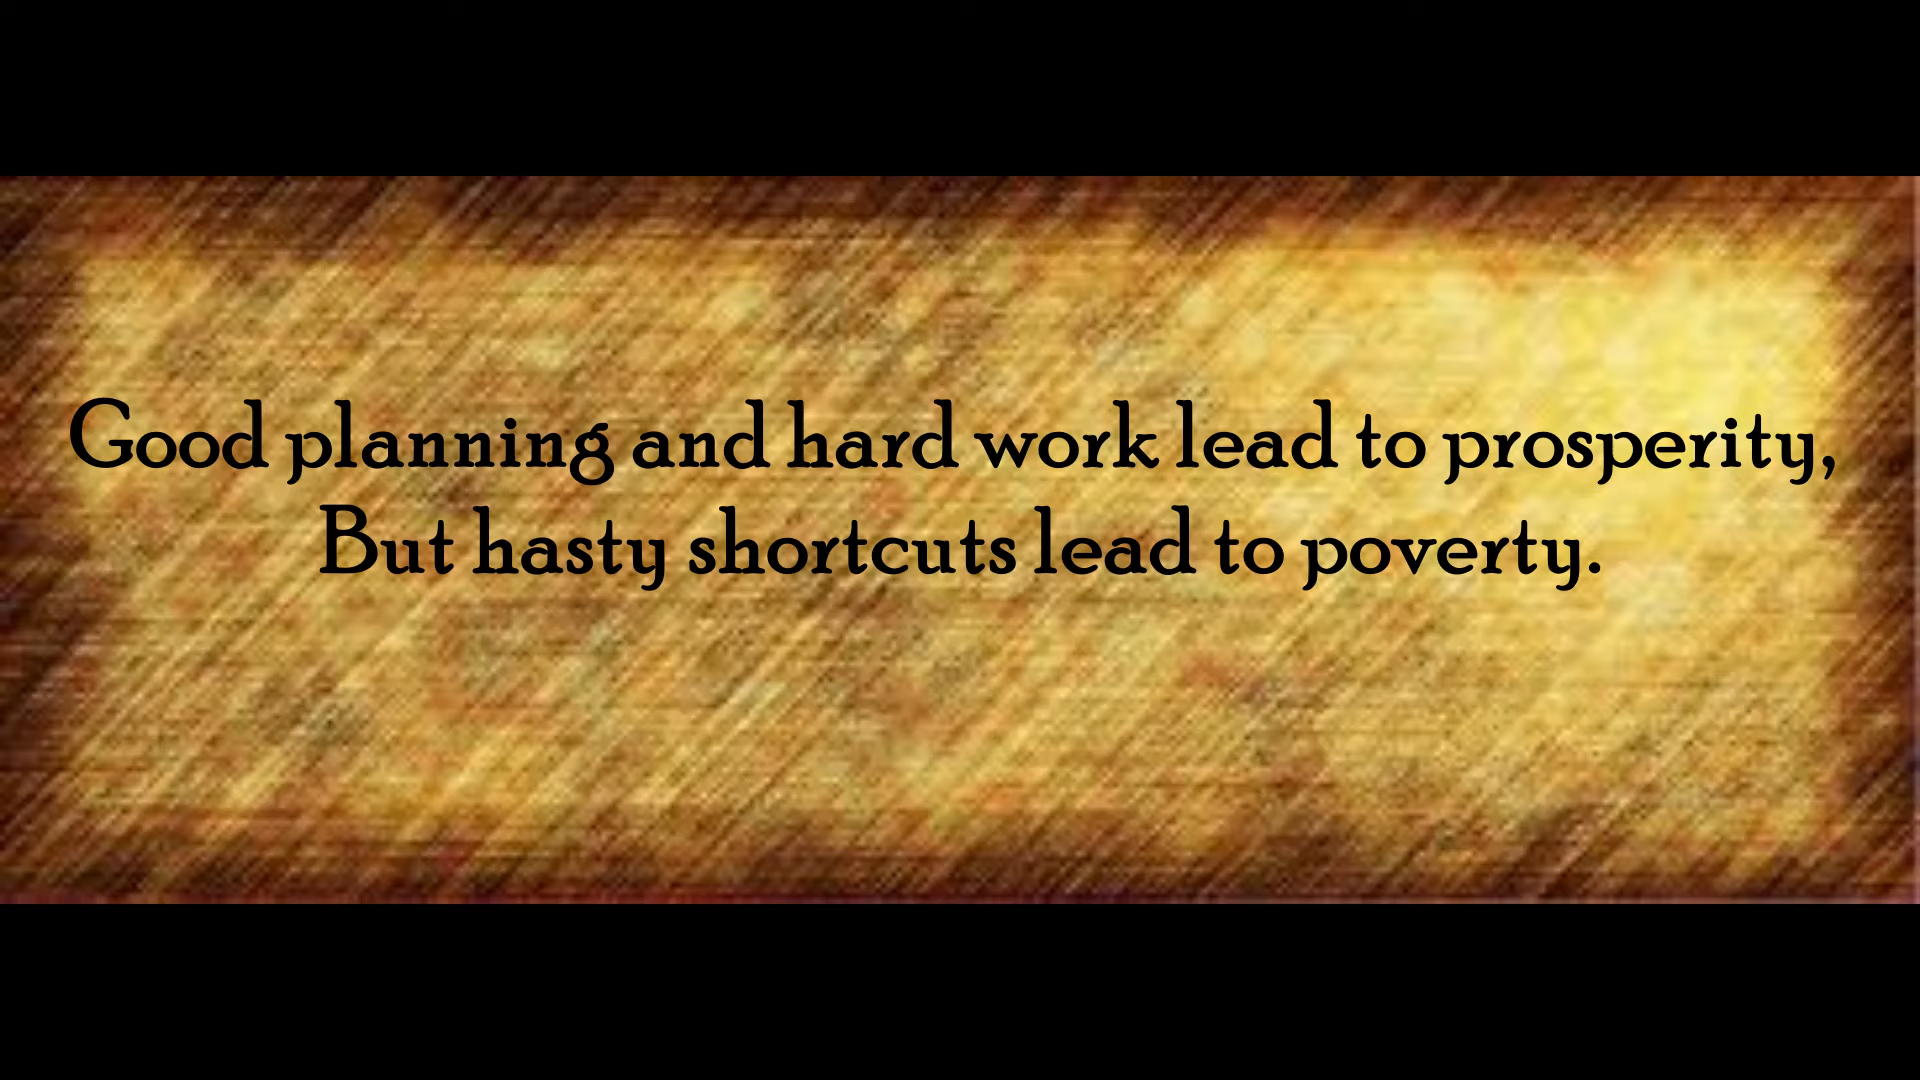 Good planning and hard work lead to prosperity,
But hasty shortcuts lead to poverty.